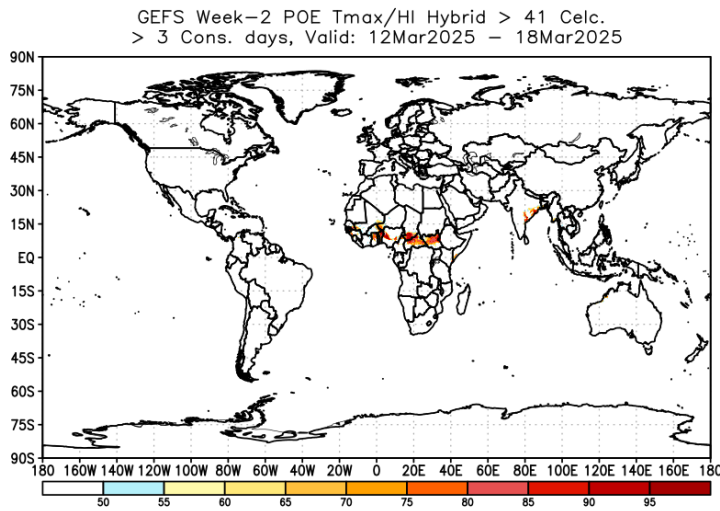 GEFS Week-2 POE Tmax/HI Hybrid > 41 Celc.
> 3 Cons. days, Valid: 12Mar2025 - 18Mar2025
90N
75N
60N
45N
30N
15N
EQ
15S
30S
45S
60S
75S
90S
180 160W 140W 120W 100W 80W 60W 40W 20W 0 20E 40E 60E 80E 100E 120E 140E 160E 180
50 55 60 65 70 75 80 85 90 95